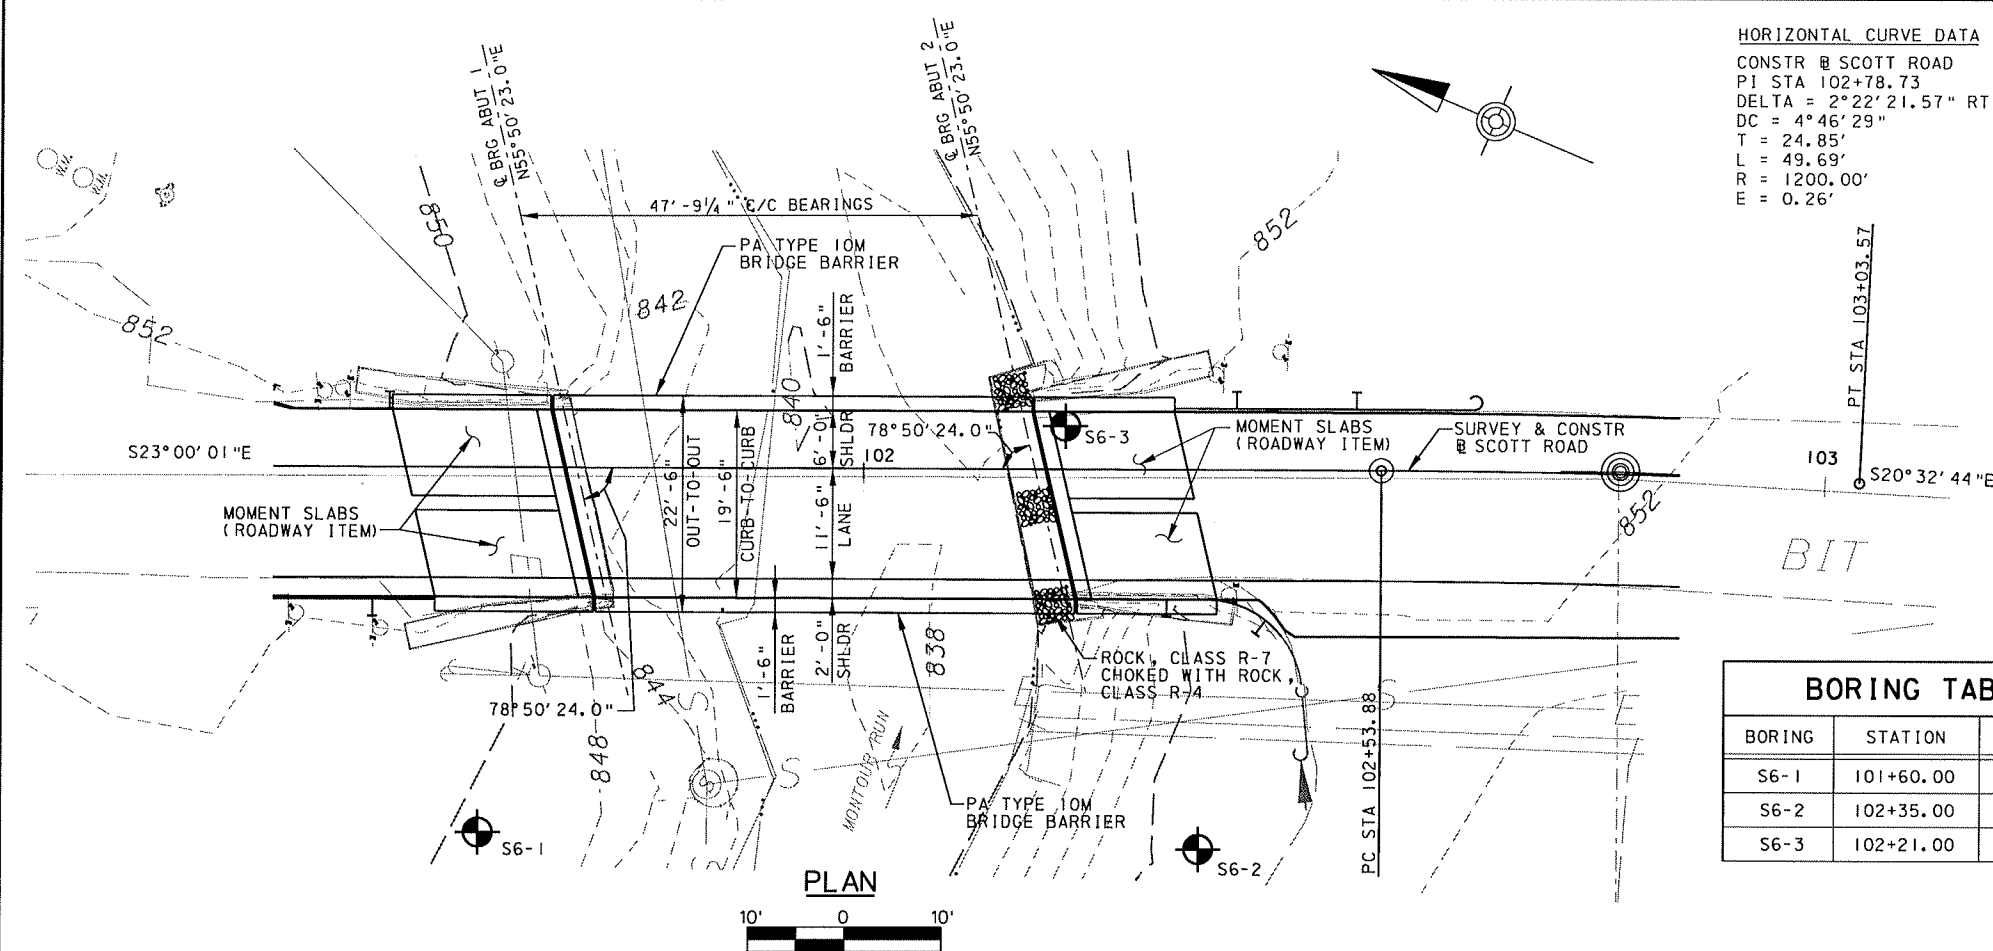 HORIZONTAL CURVE DATA
CONSTR ⅊ SCOTT ROAD
PI STA 102+78.73
DELTA = 2°22'21.57" RT
DC = 4°46'29"
T = 24.85'
L = 49.69'
R = 1200.00'
E = 0.26'
℄ BRG ABUT 1
N55°50'23.0"E
℄ BRG ABUT 2
N55°50'23.0"E
47'-9¼" C/C BEARINGS
PA TYPE 10M
BRIDGE BARRIER
850
852
842
840
852
1'-6"
BARRIER
6'-0"
SHLDR
78°50'24.0"
S6-3
102
MOMENT SLABS
(ROADWAY ITEM)
SURVEY & CONSTR
⅊ SCOTT ROAD
103
PT STA 103+03.57
S20°32'44"E
S23°00'01"E
MOMENT SLABS
(ROADWAY ITEM)
22'-6"
OUT-TO-OUT
19'-6"
CURB-TO-CURB
11'-6"
LANE
852
BIT
1'-6"
BARRIER
2'-0"
SHLDR
838
ROCK, CLASS R-7
CHOKED WITH ROCK,
CLASS R-4
78°50'24.0"
844
848
S
S
S
MONTOUR RUN
PA TYPE 10M
BRIDGE BARRIER
PC STA 102+53.88
S6-1
S6-2
PLAN
10' 0 10'
BORING TAB
BORING STATION
S6-1 101+60.00
S6-2 102+35.00
S6-3 102+21.00